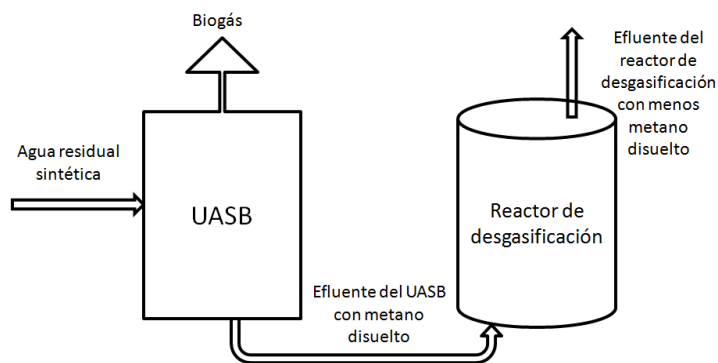 Biogás
Agua residual
sintética
UASB
Efluente del UASB
con metano
disuelto
Reactor de
desgasificación
Efluente del
reactor de
desgasificación
con menos
metano
disuelto